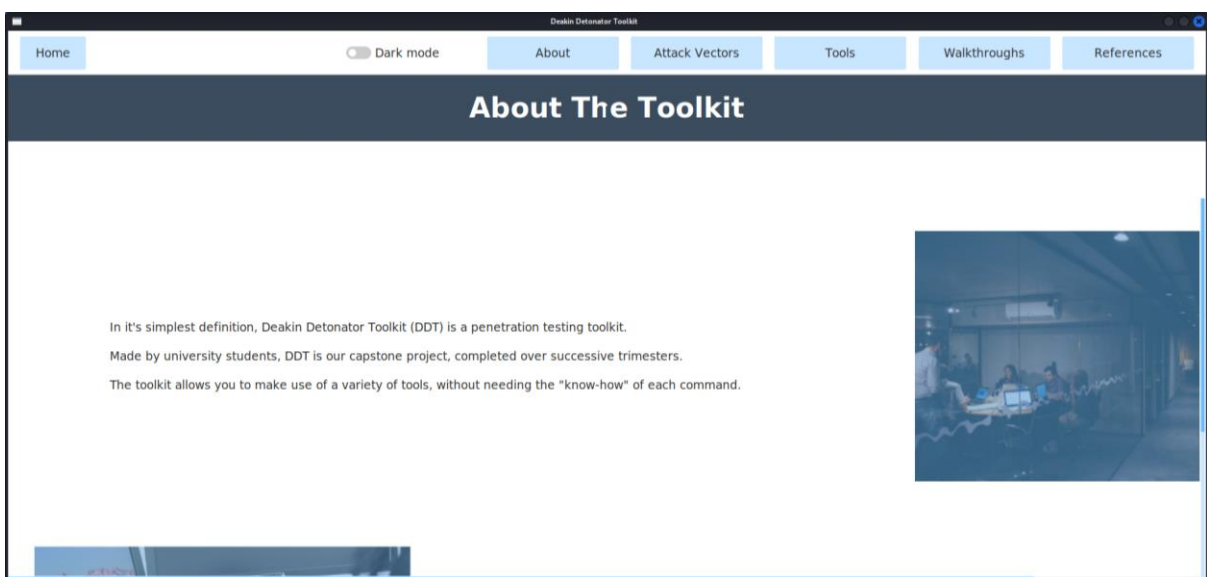 Deakin Detonator Toolkit
Home
Dark mode
About
Attack Vectors
Tools
Walkthroughs
References
About The Toolkit
In it's simplest definition, Deakin Detonator Toolkit (DDT) is a penetration testing toolkit.
Made by university students, DDT is our capstone project, completed over successive trimesters.
The toolkit allows you to make use of a variety of tools, without needing the "know-how" of each command.